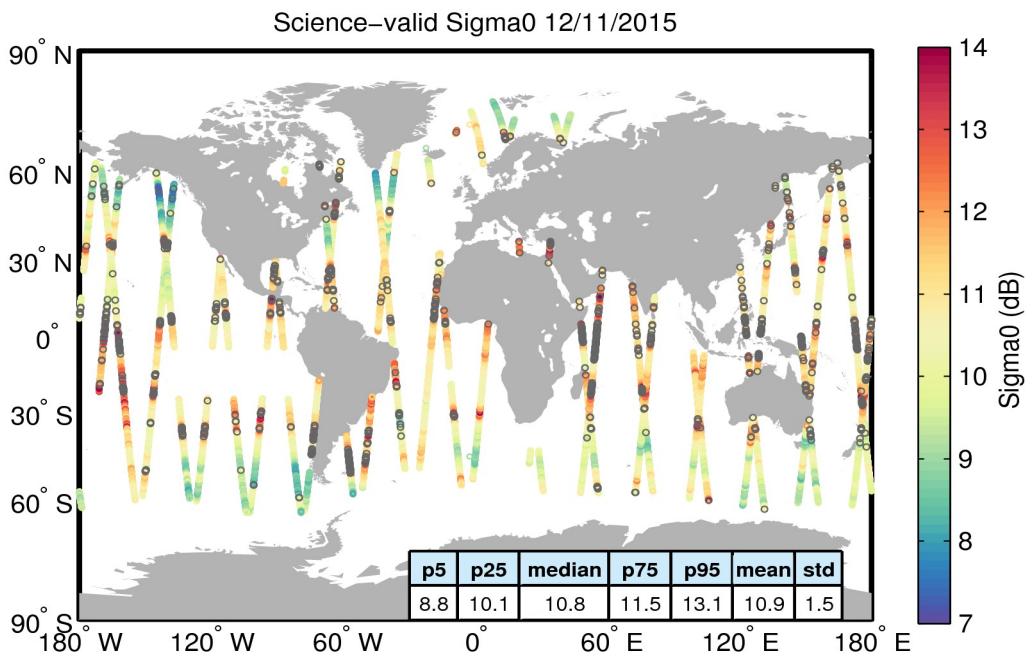 Science−valid Sigma0 12/11/2015
90° N
60° N
30° N
0°
30° S
60° S
90° S
180° W
120° W
60° W
0°
60° E
120° E
180° E
p5 p25 median p75 p95 mean std
8.8 10.1 10.8 11.5 13.1 10.9 1.5
14
13
12
11
10
9
8
7
Sigma0 (dB)